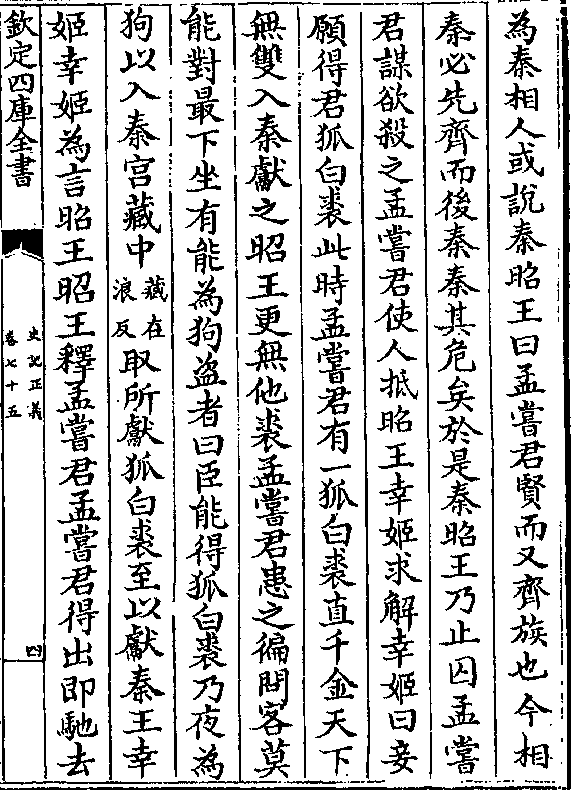 為秦相人或說秦昭王曰孟嘗君賢而又齊族也今相
秦必先齊而後秦秦其危矣於是秦昭王乃止囚孟嘗
君謀欲殺之孟嘗君使人抵昭王幸姬求解幸姬曰妾
願得君狐白裘此時孟嘗君有一狐白裘直千金天下
無雙入秦獻之昭王更無他裘孟嘗君患之徧問客莫
能對最下坐有能為狗盜者曰臣能得狐白裘乃夜為
狗以入秦宮藏中
藏在
浪反
取所獻狐白裘至以獻秦王幸
姬幸姬為言昭王昭王釋孟嘗君孟嘗君得出即馳去
欽定四庫全書
史記正義
卷七十五
四